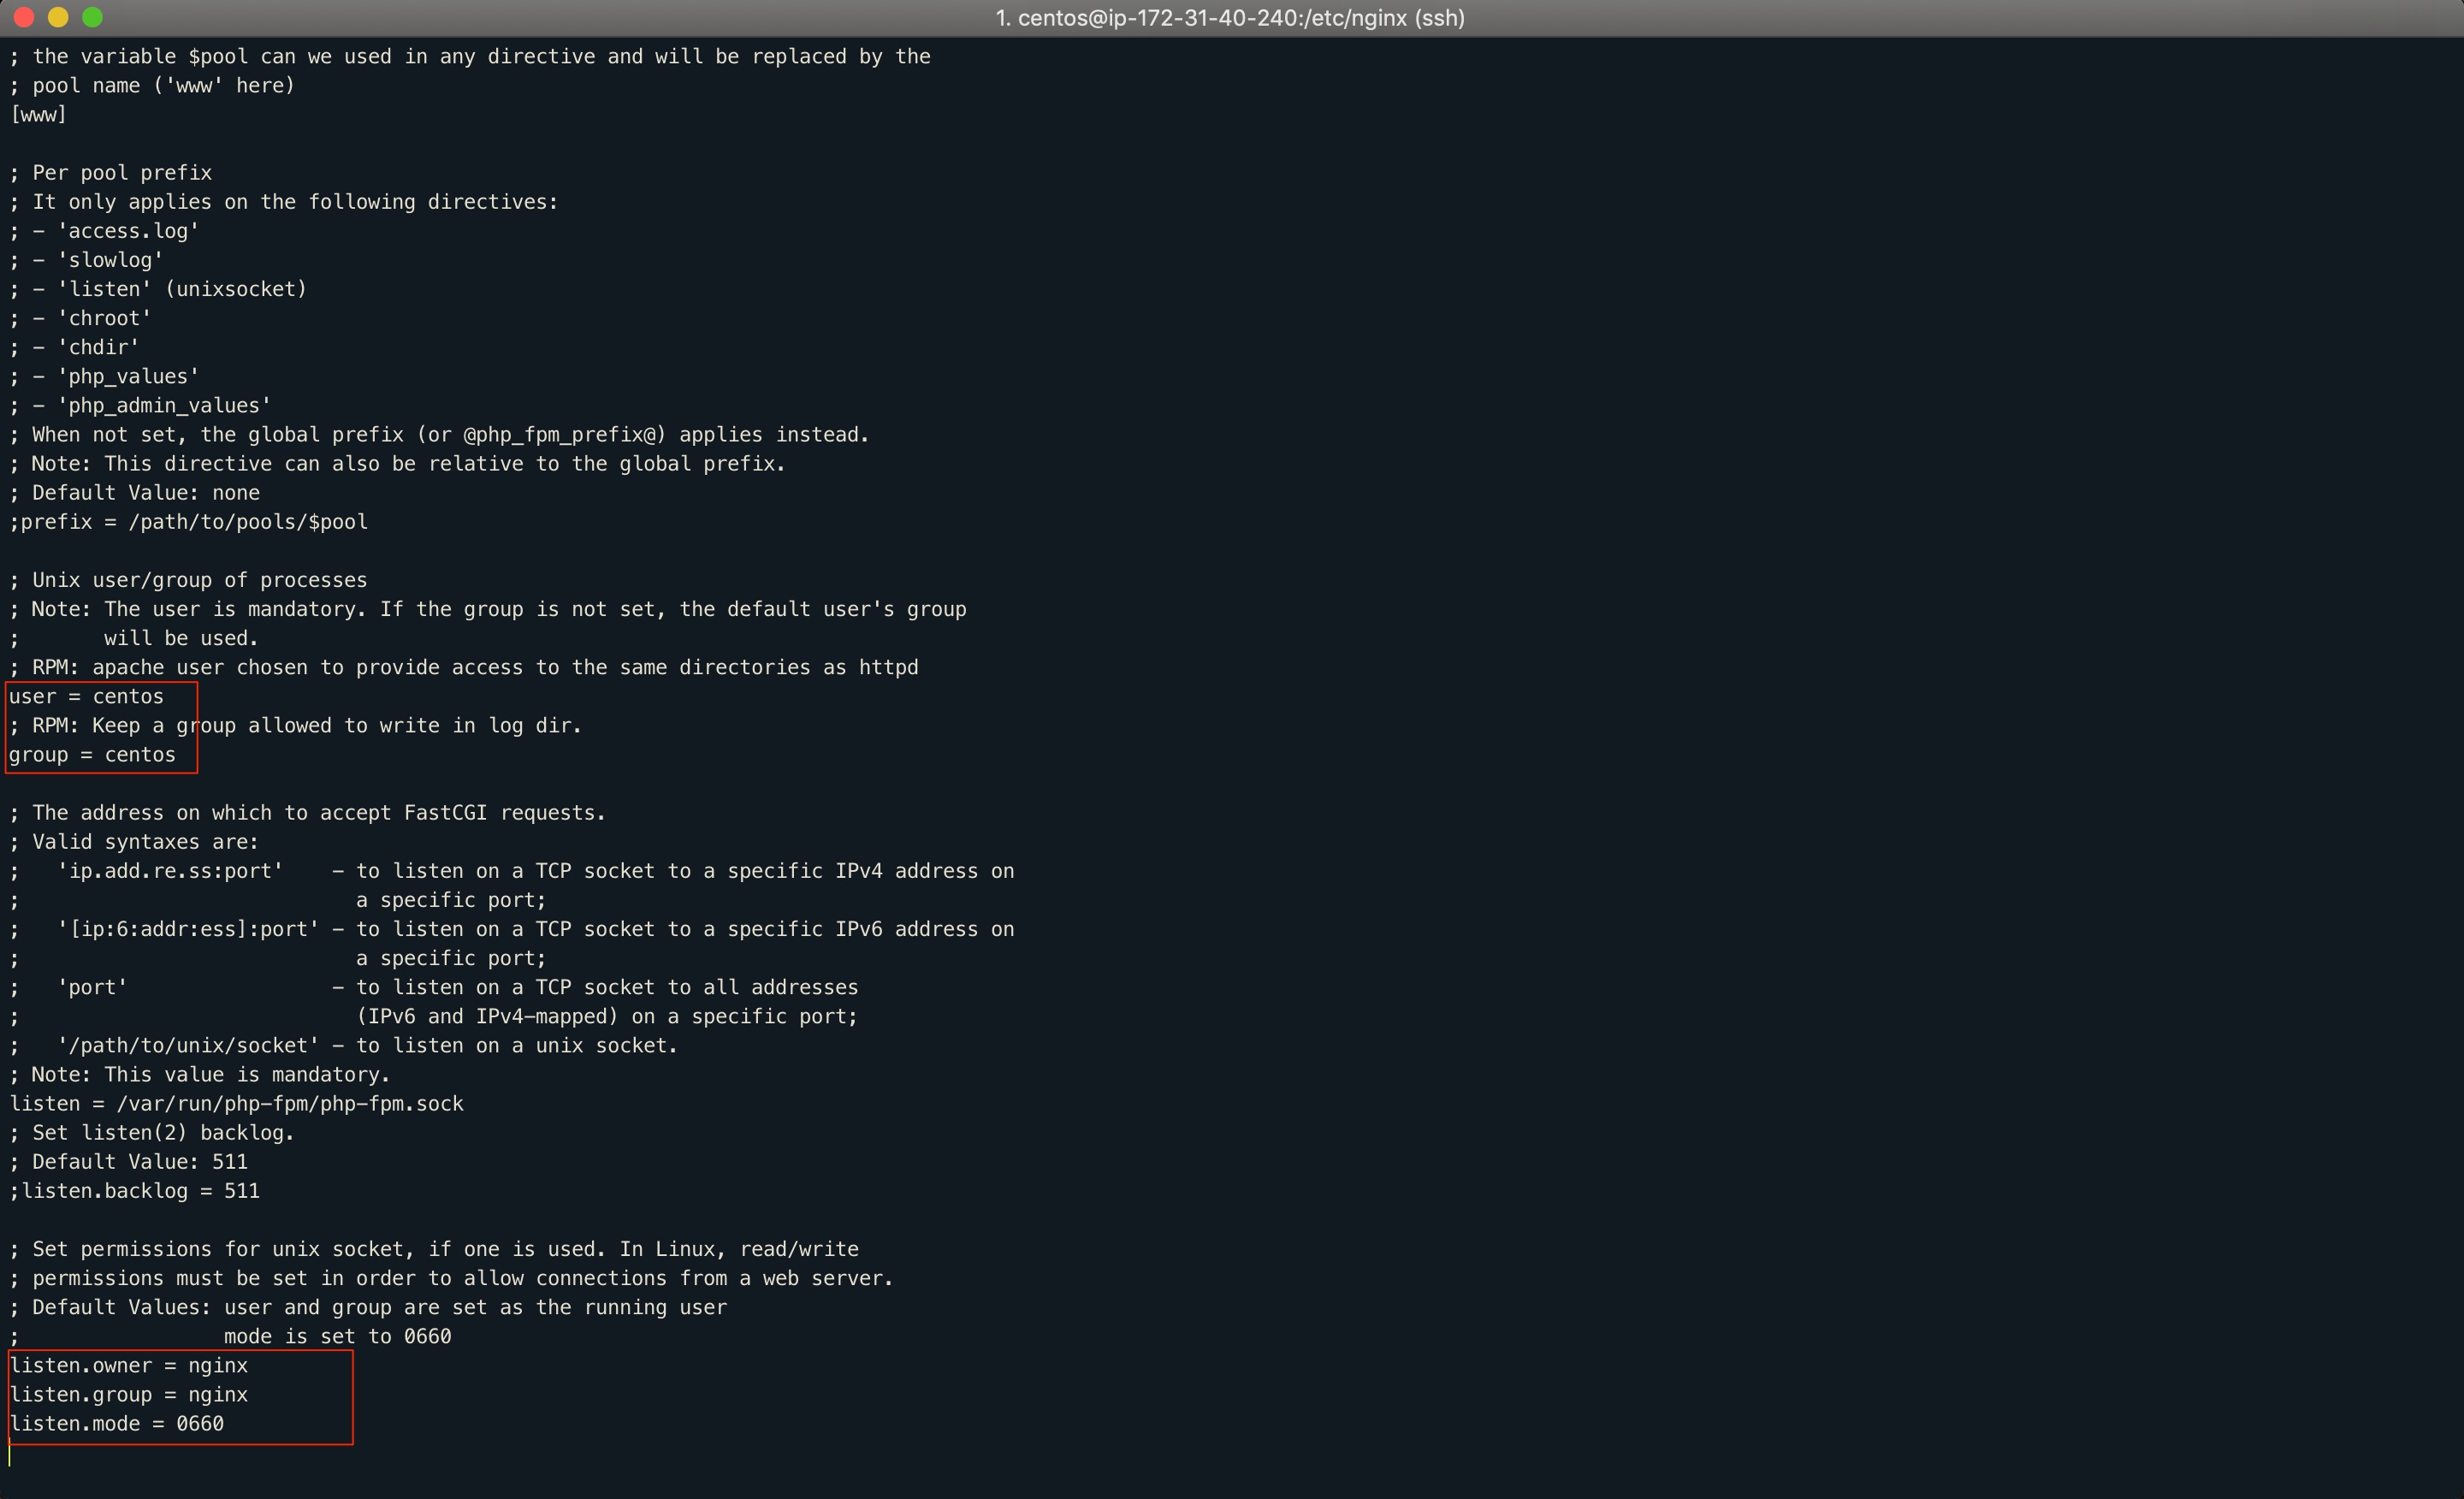 1. centos@ip-172-31-40-240:/etc/nginx (ssh)
; the variable $pool can we used in any directive and will be replaced by the
; pool name ('www' here)
[www]
; Per pool prefix
; It only applies on the following directives:
; - 'access.log'
; - 'slowlog'
; - 'listen' (unixsocket)
; - 'chroot'
; - 'chdir'
; - 'php_values'
; - 'php_admin_values'
; When not set, the global prefix (or @php_fpm_prefix@) applies instead.
; Note: This directive can also be relative to the global prefix.
; Default Value: none
;prefix = /path/to/pools/$pool
; Unix user/group of processes
; Note: The user is mandatory. If the group is not set, the default user's group
;       will be used.
; RPM: apache user chosen to provide access to the same directories as httpd
user = centos
; RPM: Keep a group allowed to write in log dir.
group = centos
; The address on which to accept FastCGI requests.
; Valid syntaxes are:
;   'ip.add.re.ss:port'    - to listen on a TCP socket to a specific IPv4 address on
;                            a specific port;
;   '[ip:6:addr:ess]:port' - to listen on a TCP socket to a specific IPv6 address on
;                            a specific port;
;   'port'                 - to listen on a TCP socket to all addresses
;                            (IPv6 and IPv4-mapped) on a specific port;
;   '/path/to/unix/socket' - to listen on a unix socket.
; Note: This value is mandatory.
listen = /var/run/php-fpm/php-fpm.sock
; Set listen(2) backlog.
; Default Value: 511
;listen.backlog = 511
; Set permissions for unix socket, if one is used. In Linux, read/write
; permissions must be set in order to allow connections from a web server.
; Default Values: user and group are set as the running user
;                 mode is set to 0660
listen.owner = nginx
listen.group = nginx
listen.mode = 0660